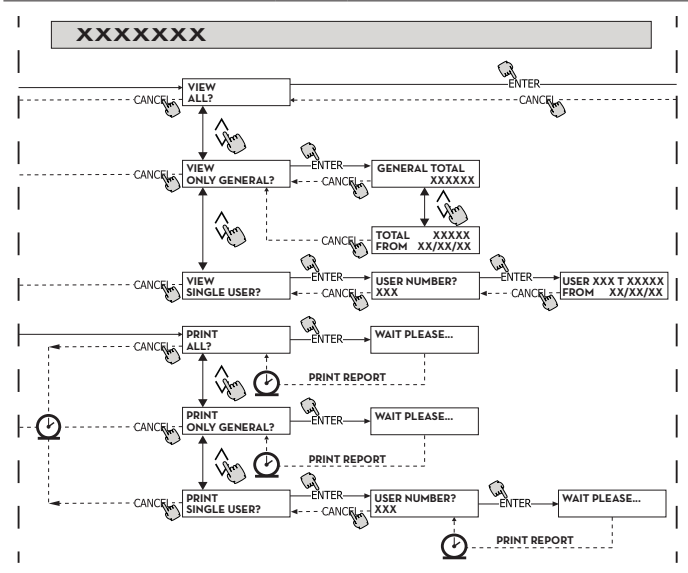 XXXXXXX
VIEW
ALL?
ENTER
CANCEL
CANCEL
VIEW
ONLY GENERAL?
ENTER
CANCEL
CANCEL
GENERAL TOTAL
XXXXXX
CANCEL
TOTAL XXXXX
FROM XX/XX/XX
VIEW
SINGLE USER?
CANCEL
ENTER
CANCEL
USER NUMBER?
XXX
ENTER
CANCEL
USER XXX T XXXXX
FROM XX/XX/XX
PRINT
ALL?
CANCEL
ENTER
WAIT PLEASE...
PRINT REPORT
PRINT
ONLY GENERAL?
CANCEL
ENTER
WAIT PLEASE...
PRINT REPORT
PRINT
SINGLE USER?
CANCEL
ENTER
CANCEL
USER NUMBER?
XXX
ENTER
WAIT PLEASE...
PRINT REPORT